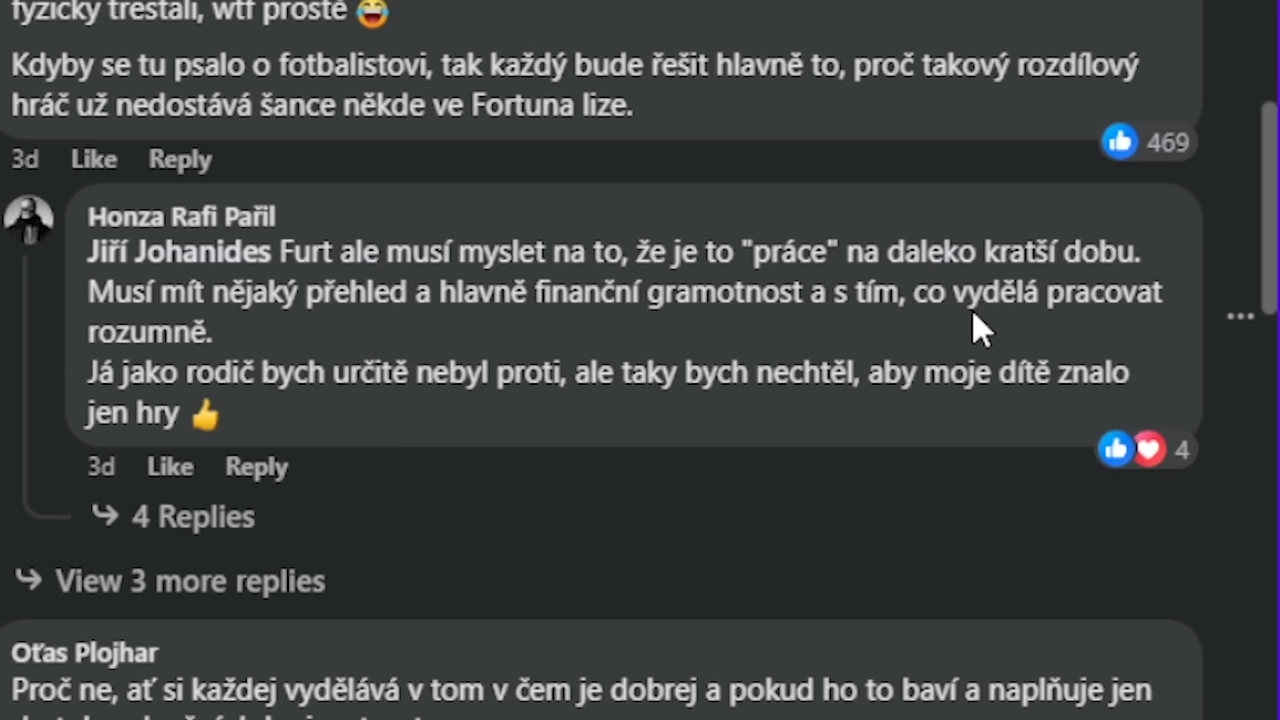 fyzicky trestali, wtf prostě 😂
Kdyby se tu psalo o fotbalistovi, tak každý bude řešit hlavně to, proč takový rozdílový
hráč už nedostává šance někde ve Fortuna lize.
469
3d Like Reply
Honza Rafi Pařil
Jiří Johanides Furt ale musí myslet na to, že je to "práce" na daleko kratší dobu.
Musí mít nějaký přehled a hlavně finanční gramotnost a s tím, co vydělá pracovat
rozumně.
Já jako rodič bych určitě nebyl proti, ale taky bych nechtěl, aby moje dítě znalo
jen hry 👍
4
3d Like Reply
4 Replies
View 3 more replies
Oťas Plojhar
Proč ne, ať si každej vydělává v tom v čem je dobrej a pokud ho to baví a naplňuje jen